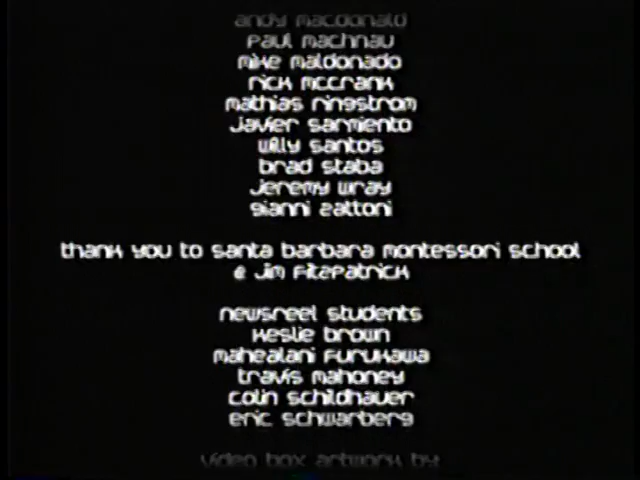 andy macdonald
Paul machnau
mike maldonado
rick mccrank
mathias ringstrom
Javier sarmiento
willy santos
brad staba
Jeremy wray
gianni zattoni
thank you to santa barbara montessori school
& Jim Fitzpatrick
newsreel students
keslie brown
mahealani Furukawa
travis mahoney
colin schildhauer
eric schwarberg
video box artwork by